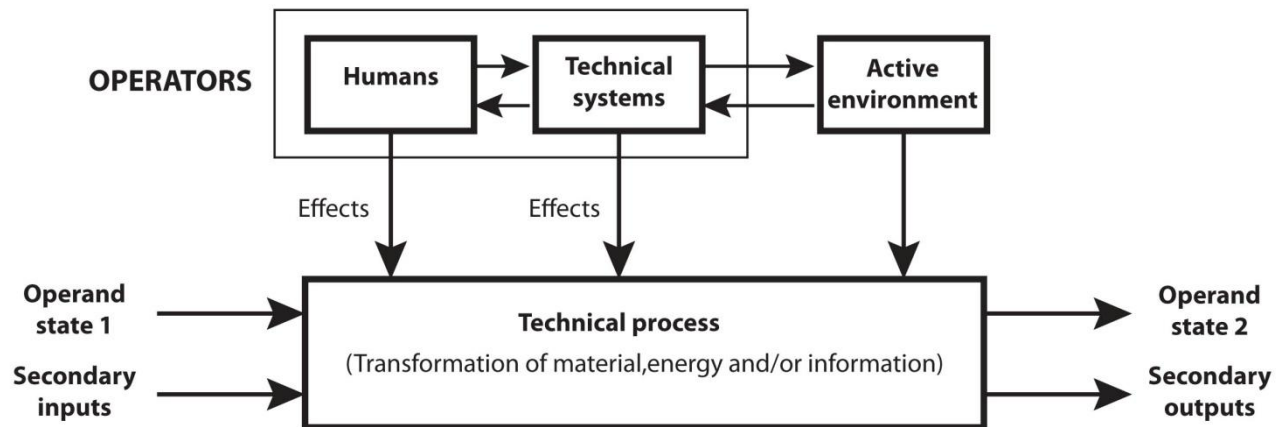 OPERATORS
Humans
Technical
systems
Active
environment
Effects
Effects
Operand
state 1
Secondary
inputs
Technical process
(Transformation of material,energy and/or information)
Operand
state 2
Secondary
outputs